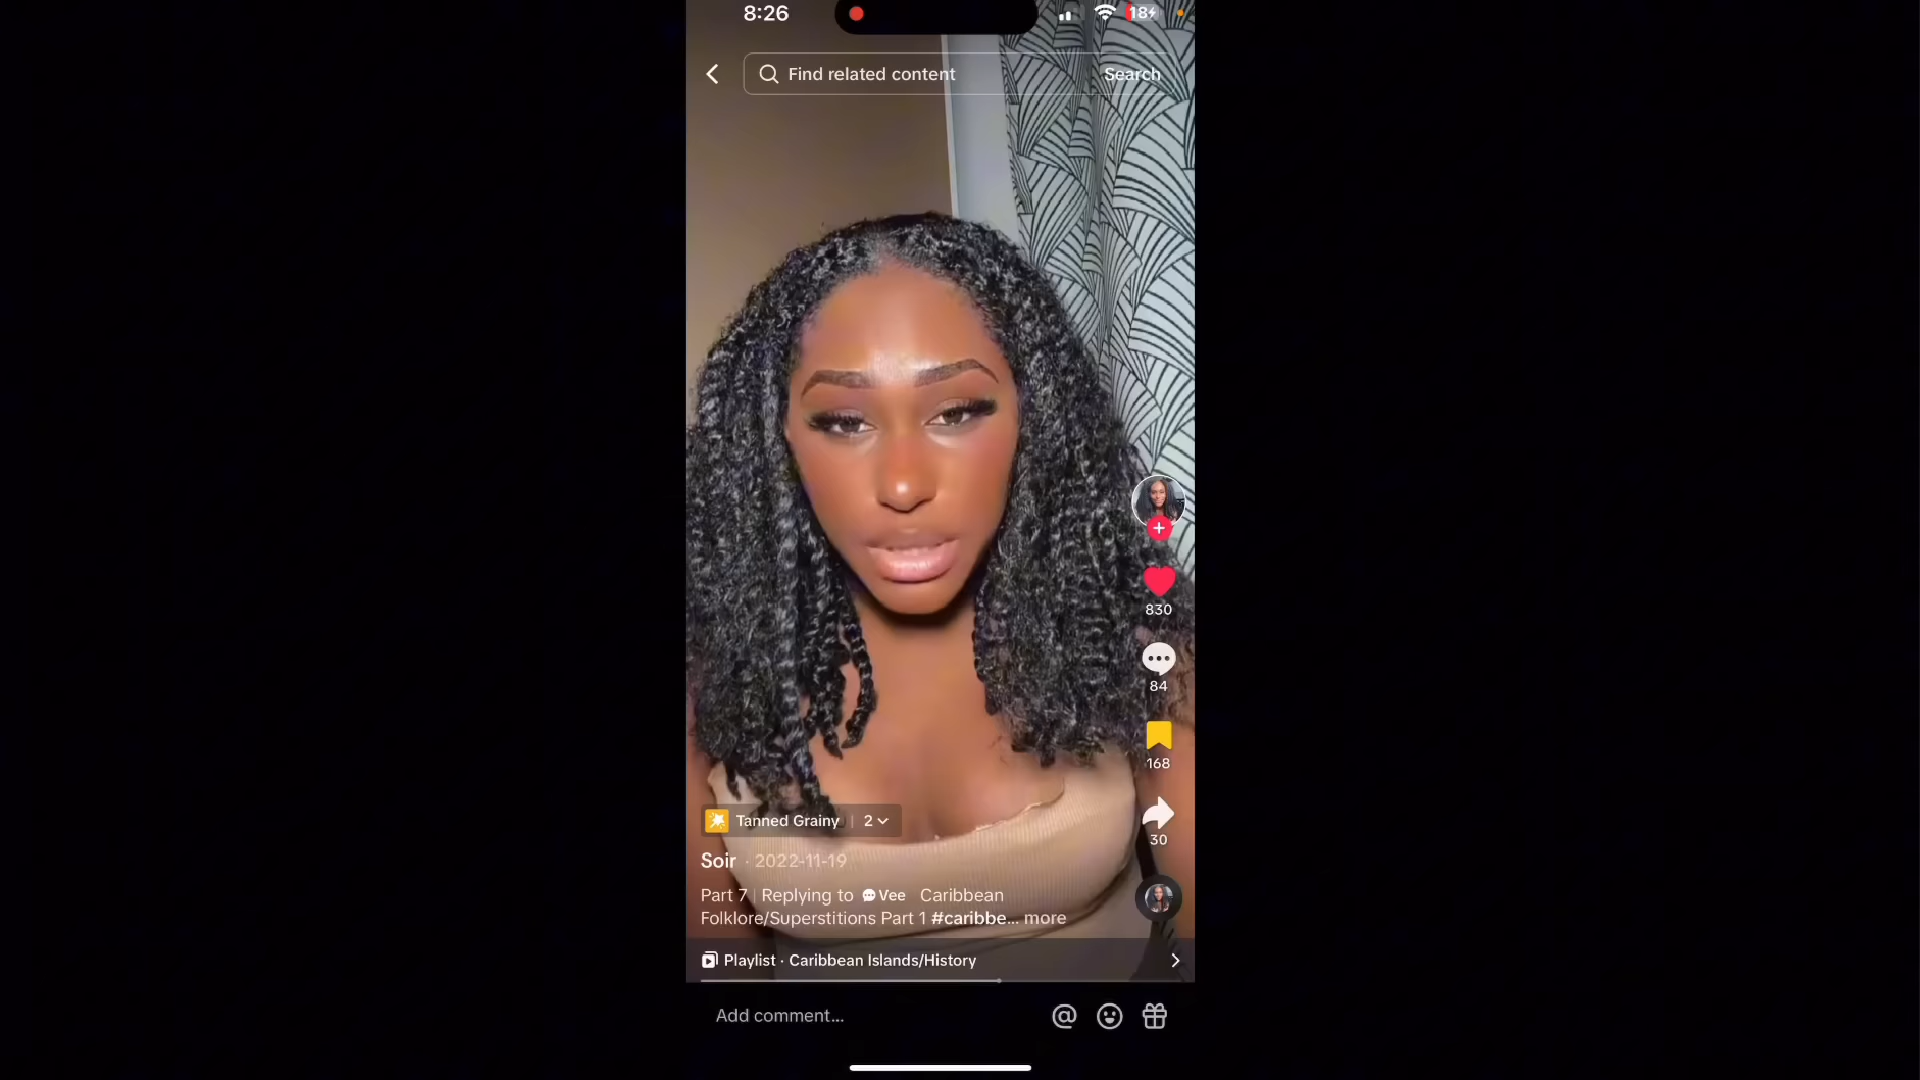 8:26
18
Find related content
Search
830
84
168
30
Tanned Grainy | 2
Soir · 2022-11-19
Part 7 | Replying to Vee Caribbean
Folklore/Superstitions Part 1 #caribbe... more
Playlist · Caribbean Islands/History
Add comment...